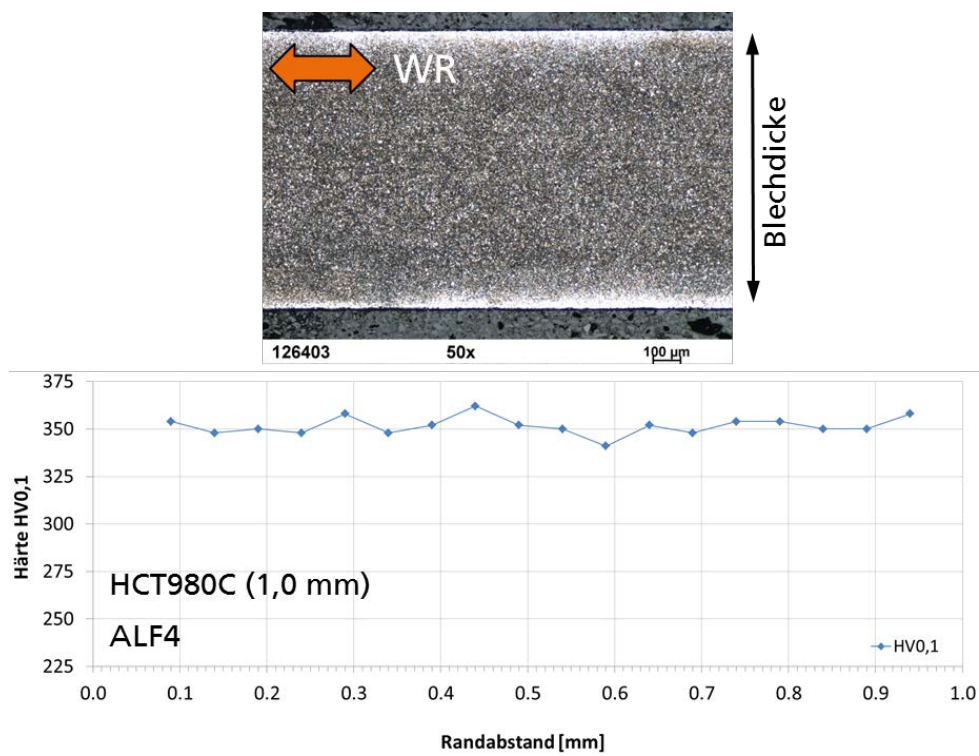 WR
Blechdicke
126403 50x 100 µm
375
350
325
300
275
250
225
Härte HV0,1
HCT980C (1,0 mm)
ALF4
HV0,1
0.0 0.1 0.2 0.3 0.4 0.5 0.6 0.7 0.8 0.9 1.0
Randabstand [mm]